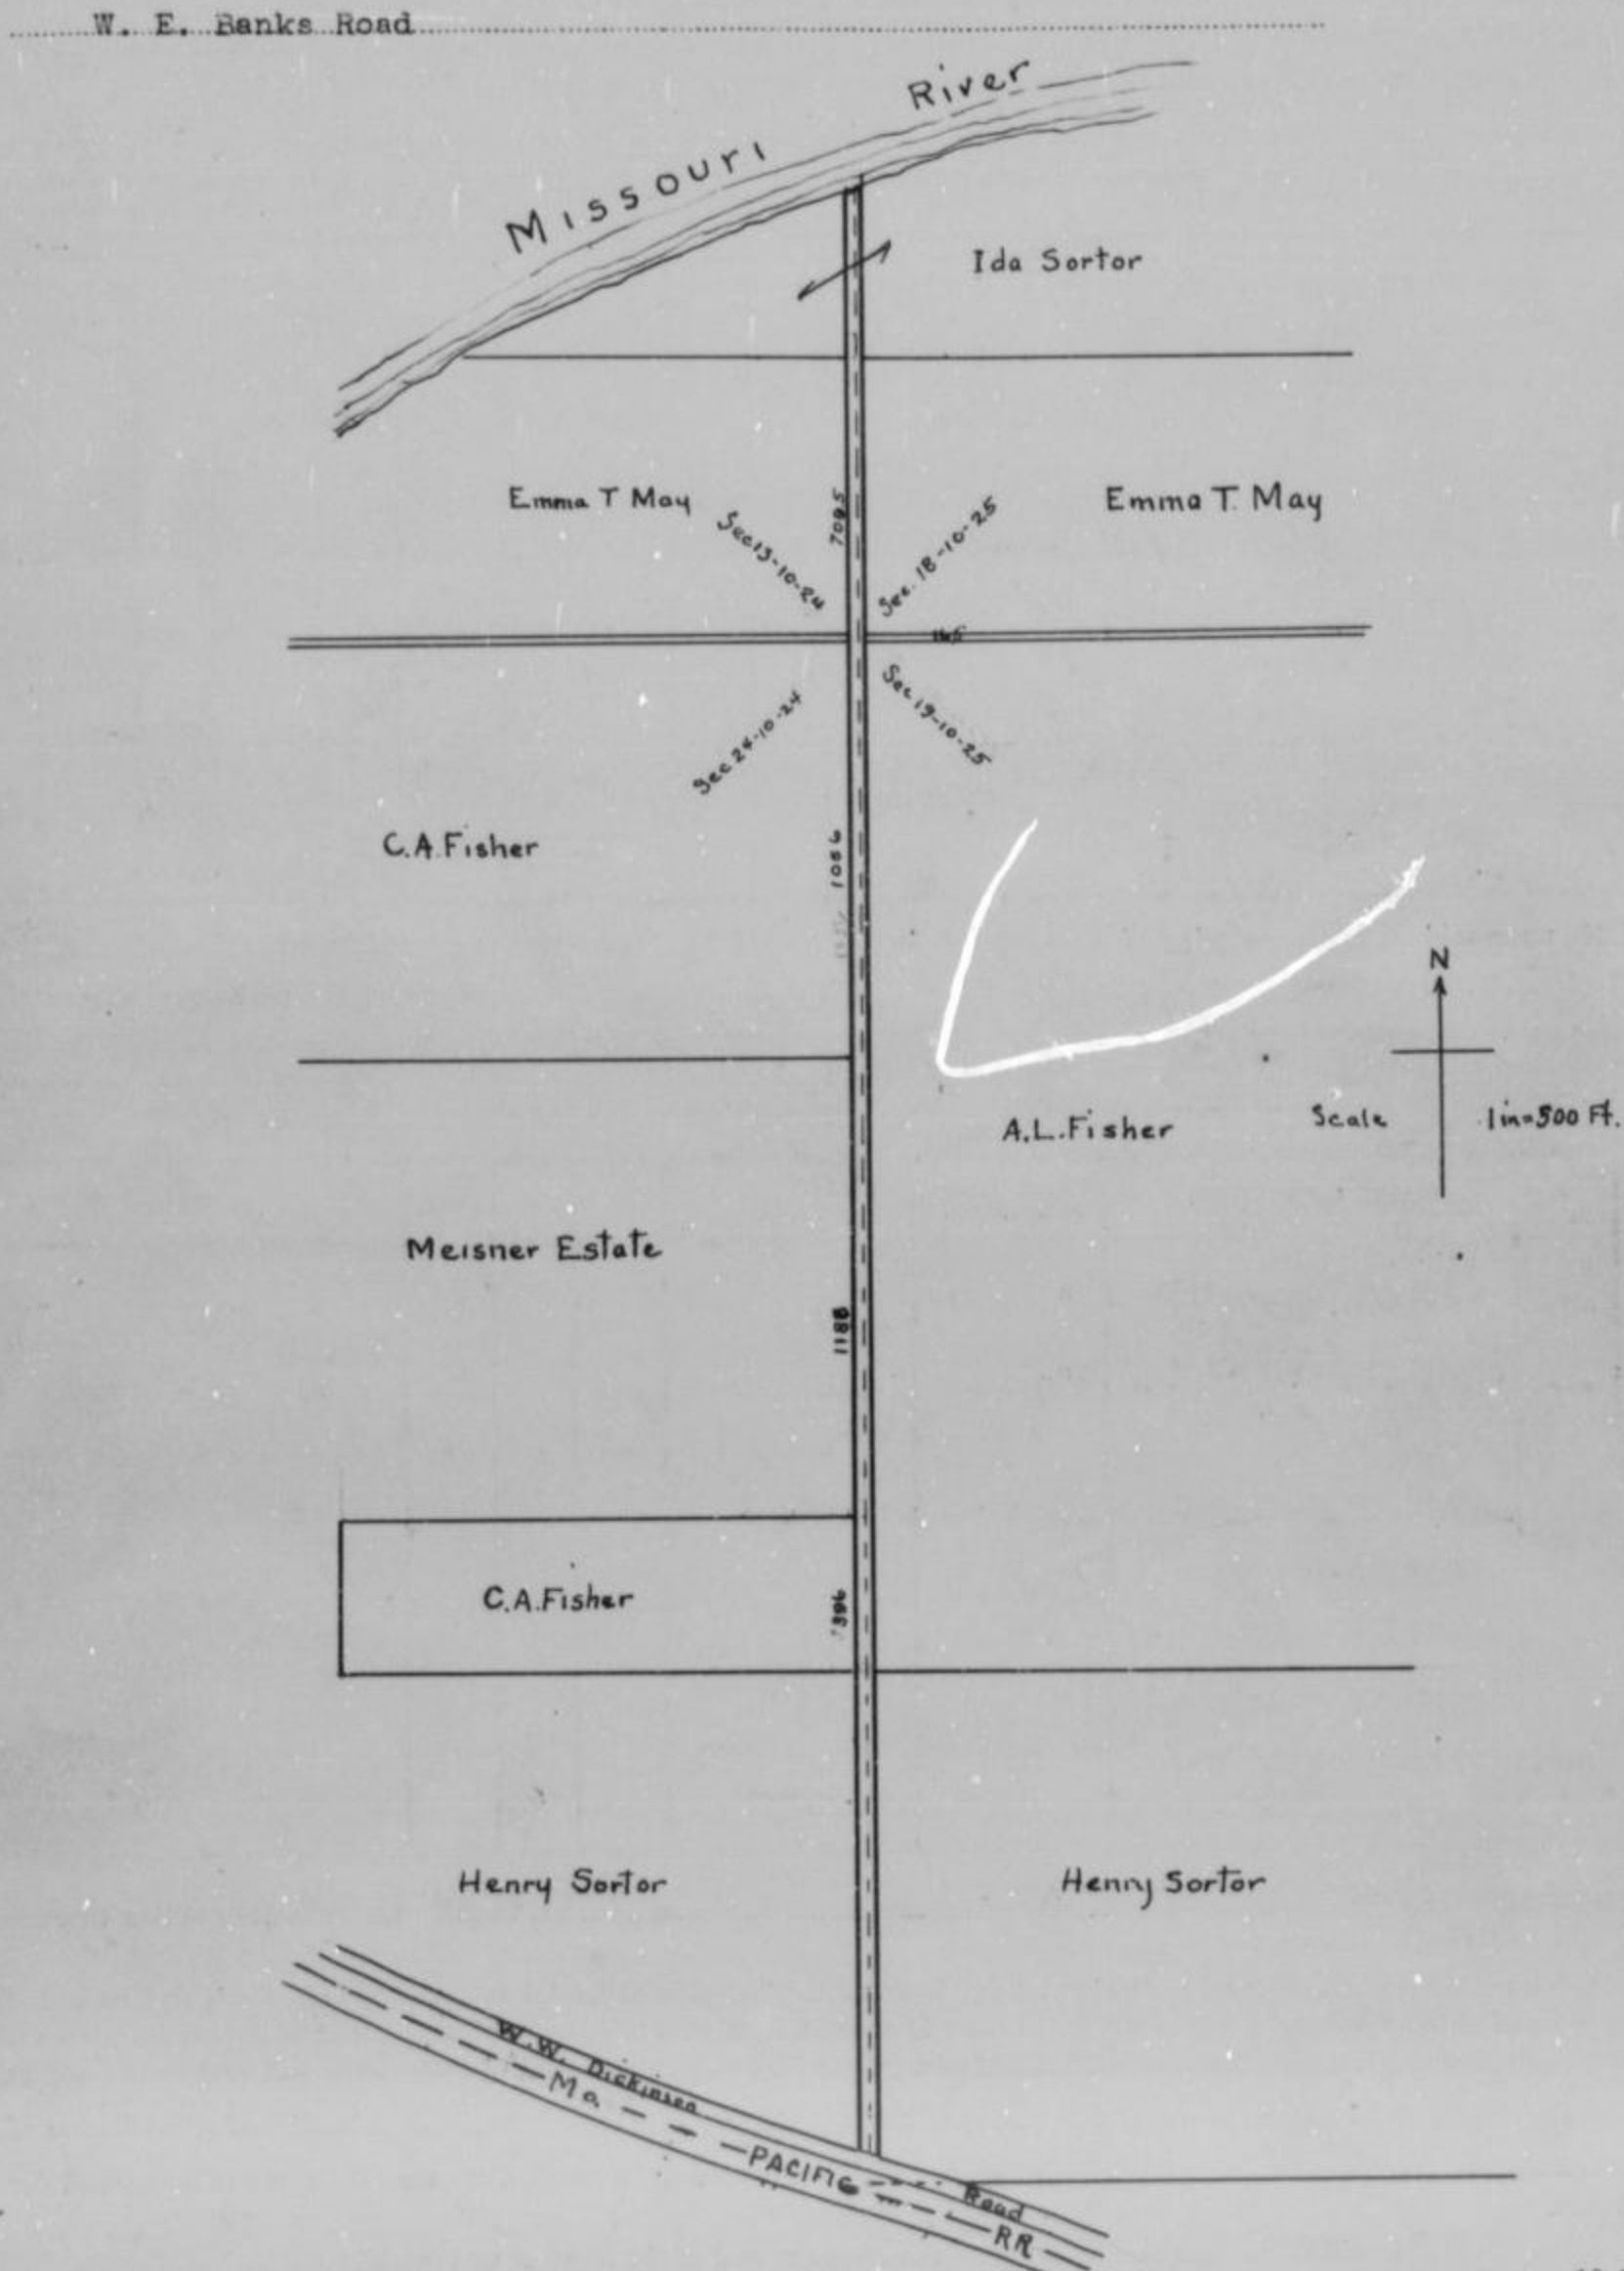 W. E. Banks Road
Missouri River
Ida Sortor
Emma T May
Emma T. May
Sec 13-10-24
Sec. 18-10-25
Sec 24-10-24
Sec 19-10-25
C.A. Fisher
1056
N
A.L. Fisher
Scale
1 in=500 Ft.
Meisner Estate
1188
C.A. Fisher
396
Henry Sortor
Henry Sortor
W.W. Dickinson Road
Mo. PACIFIC RR